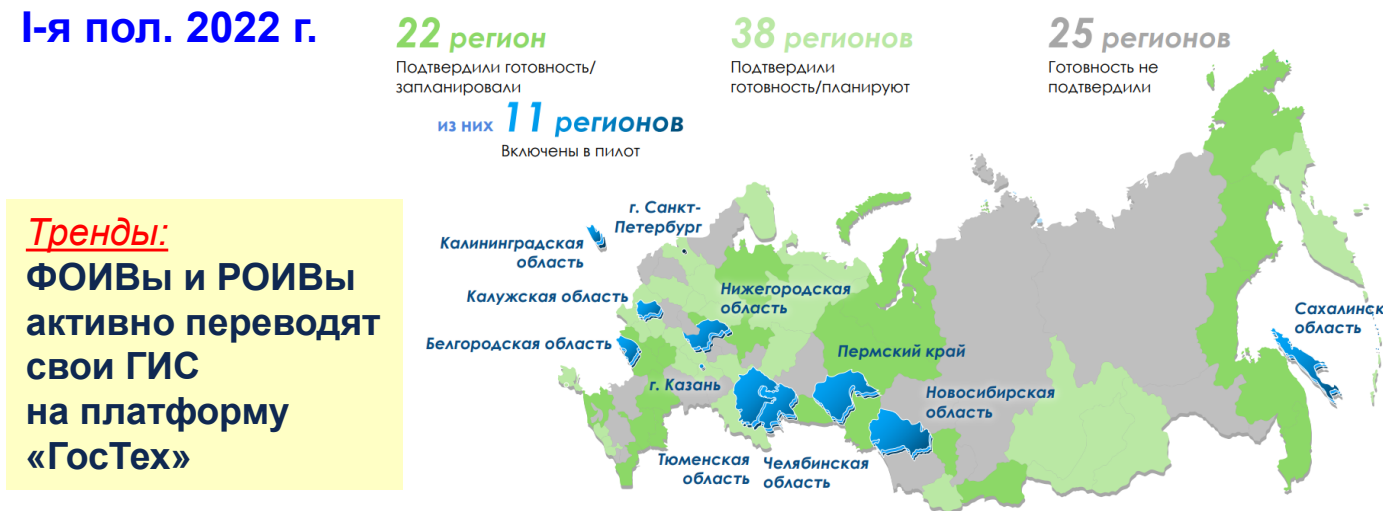 I-я пол. 2022 г.
22 регион
Подтвердили готовность/
запланировали
из них 11 регионов
Включены в пилот
38 регионов
Подтвердили
готовность/планируют
25 регионов
Готовность не
подтвердили
Тренды:
ФОИВы и РОИВы
активно переводят
свои ГИС
на платформу
«ГосТех»
г. Санкт-
Петербург
Калининградская
область
Калужская область
Нижегородская
область
Белгородская область
Пермский край
г. Казань
Новосибирская
область
Тюменская
область
Челябинская
область
Сахалинск
область